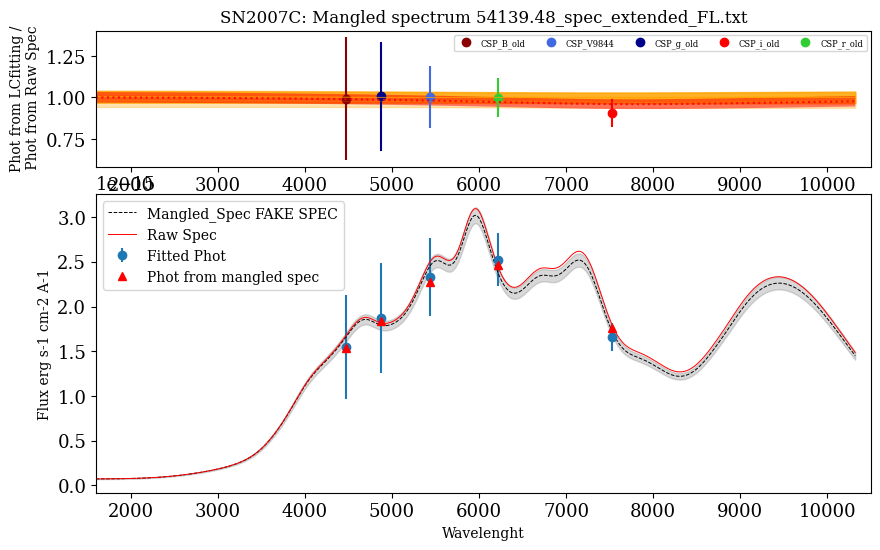 SN2007C: Mangled spectrum 54139.48_spec_extended_FL.txt
Phot from LCfitting /
Phot from Raw Spec
1.25
1.00
0.75
CSP_B_old CSP_V9844 CSP_g_old CSP_i_old CSP_r_old
2000 3000 4000 5000 6000 7000 8000 9000 10000
1e−15
Flux erg s-1 cm-2 A-1
3.0
2.5
2.0
1.5
1.0
0.5
0.0
Mangled_Spec FAKE SPEC
Raw Spec
Fitted Phot
Phot from mangled spec
2000 3000 4000 5000 6000 7000 8000 9000 10000
Wavelenght